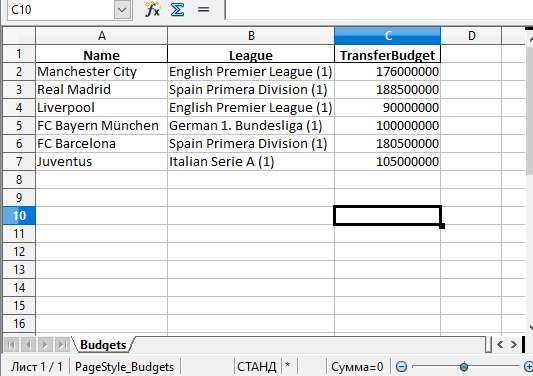 C10 Σ =
A B C D
1 Name League TransferBudget
2 Manchester City English Premier League (1) 176000000
3 Real Madrid Spain Primera Division (1) 188500000
4 Liverpool English Premier League (1) 90000000
5 FC Bayern München German 1. Bundesliga (1) 100000000
6 FC Barcelona Spain Primera Division (1) 180500000
7 Juventus Italian Serie A (1) 105000000
8
9
10
11
12
13
14
15
16
Budgets
Лист 1 / 1 PageStyle_Budgets СТАНД * Сумма=0